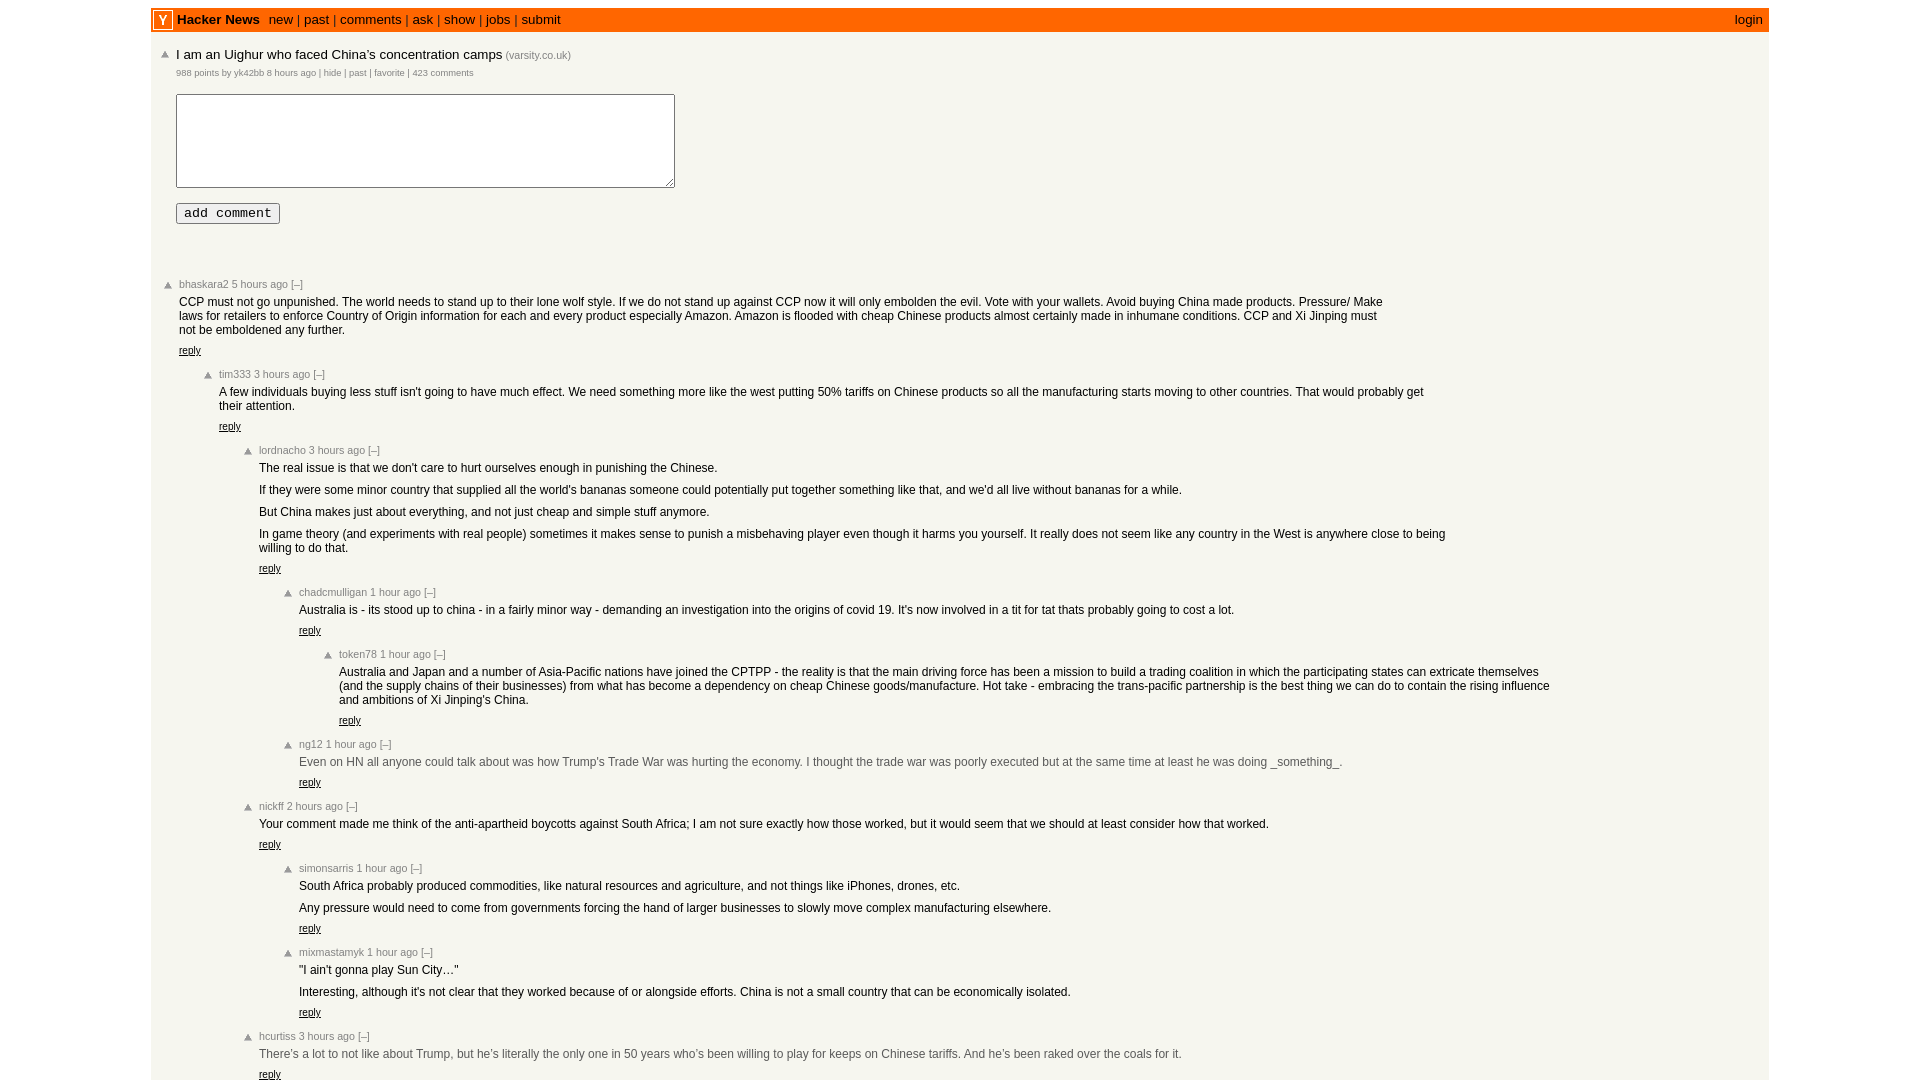 Y Hacker News new | past | comments | ask | show | jobs | submit login
I am an Uighur who faced China's concentration camps (varsity.co.uk)
988 points by yk42bb 8 hours ago | hide | past | favorite | 423 comments
add comment
bhaskara2 5 hours ago [–]
CCP must not go unpunished. The world needs to stand up to their lone wolf style. If we do not stand up against CCP now it will only embolden the evil. Vote with your wallets. Avoid buying China made products. Pressure/ Make
laws for retailers to enforce Country of Origin information for each and every product especially Amazon. Amazon is flooded with cheap Chinese products almost certainly made in inhumane conditions. CCP and Xi Jinping must
not be emboldened any further.
reply
tim333 3 hours ago [–]
A few individuals buying less stuff isn't going to have much effect. We need something more like the west putting 50% tariffs on Chinese products so all the manufacturing starts moving to other countries. That would probably get
their attention.
reply
lordnacho 3 hours ago [–]
The real issue is that we don't care to hurt ourselves enough in punishing the Chinese.
If they were some minor country that supplied all the world's bananas someone could potentially put together something like that, and we'd all live without bananas for a while.
But China makes just about everything, and not just cheap and simple stuff anymore.
In game theory (and experiments with real people) sometimes it makes sense to punish a misbehaving player even though it harms you yourself. It really does not seem like any country in the West is anywhere close to being
willing to do that.
reply
chadcmulligan 1 hour ago [–]
Australia is - its stood up to china - in a fairly minor way - demanding an investigation into the origins of covid 19. It's now involved in a tit for tat thats probably going to cost a lot.
reply
token78 1 hour ago [–]
Australia and Japan and a number of Asia-Pacific nations have joined the CPTPP - the reality is that the main driving force has been a mission to build a trading coalition in which the participating states can extricate themselves
(and the supply chains of their businesses) from what has become a dependency on cheap Chinese goods/manufacture. Hot take - embracing the trans-pacific partnership is the best thing we can do to contain the rising influence
and ambitions of Xi Jinping's China.
reply
ng12 1 hour ago [–]
Even on HN all anyone could talk about was how Trump's Trade War was hurting the economy. I thought the trade war was poorly executed but at the same time at least he was doing _something_.
reply
nickff 2 hours ago [–]
Your comment made me think of the anti-apartheid boycotts against South Africa; I am not sure exactly how those worked, but it would seem that we should at least consider how that worked.
reply
simonsarris 1 hour ago [–]
South Africa probably produced commodities, like natural resources and agriculture, and not things like iPhones, drones, etc.
Any pressure would need to come from governments forcing the hand of larger businesses to slowly move complex manufacturing elsewhere.
reply
mixmastamyk 1 hour ago [–]
"I ain't gonna play Sun City…"
Interesting, although it's not clear that they worked because of or alongside efforts. China is not a small country that can be economically isolated.
reply
hcurtiss 3 hours ago [–]
There's a lot to not like about Trump, but he's literally the only one in 50 years who's been willing to play for keeps on Chinese tariffs. And he's been raked over the coals for it.
reply